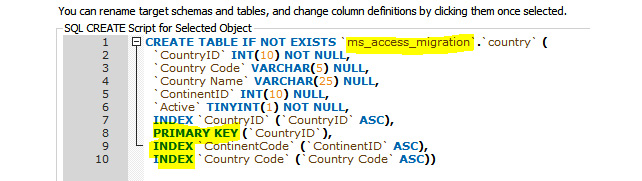 You can rename target schemas and tables, and change column definitions by clicking them once selected.
SQL CREATE Script for Selected Object
1 CREATE TABLE IF NOT EXISTS `ms_access_migration`.`country` (
2 `CountryID` INT(10) NOT NULL,
3 `Country Code` VARCHAR(5) NULL,
4 `Country Name` VARCHAR(25) NULL,
5 `ContinentID` INT(10) NULL,
6 `Active` TINYINT(1) NOT NULL,
7 INDEX `CountryID` (`CountryID` ASC),
8 PRIMARY KEY (`CountryID`),
9 INDEX `ContinentCode` (`ContinentID` ASC),
10 INDEX `Country Code` (`Country Code` ASC))